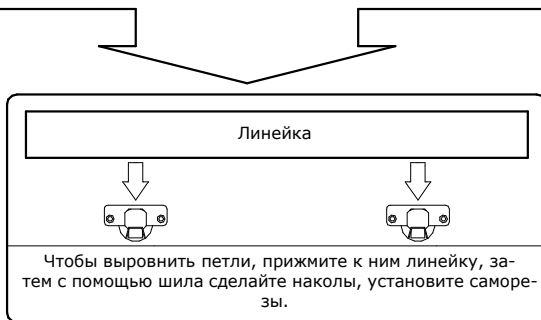 Линейка
Чтобы выровнить петли, прижмите к ним линейку, за-
тем с помощью шила сделайте наколы, установите саморе-
зы.